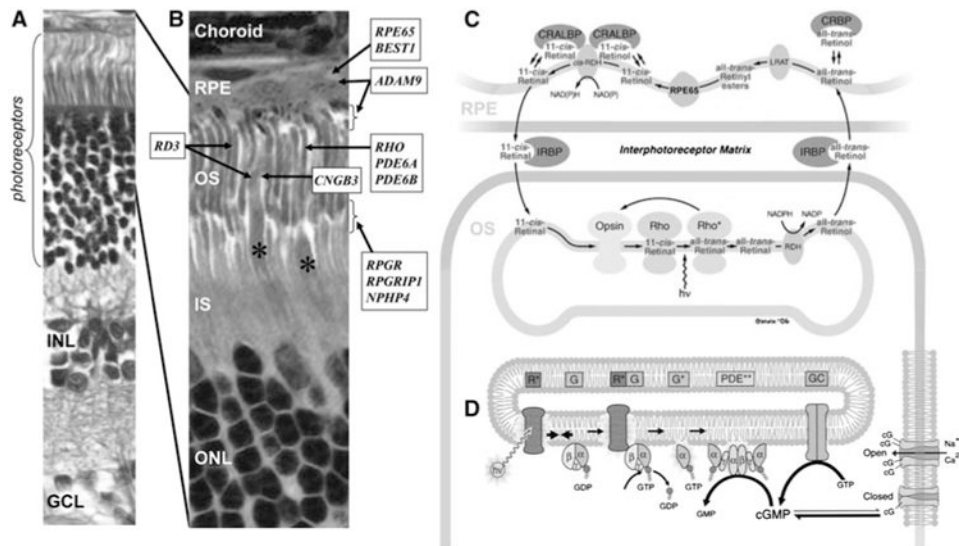 A
photoreceptors
INL
GCL
B
Choroid
RPE
OS
IS
ONL
RPE65
BEST1
ADAM9
RD3
RHO
PDE6A
PDE6B
CNGB3
RPGR
RPGRIP1
NPHP4
*
*
C
CRALBP
CRALBP
CRBP
11-cis-
Retinal
11-cis-
Retinal
cis-RDH
11-cis-
Retinol
11-cis-
Retinol
NAD(P)H
NAD(P)
RPE65
all-trans-
Retinyl
esters
LRAT
all-trans-
Retinol
all-trans-
Retinol
RPE
11-cis-
Retinal
IRBP
Interphotoreceptor Matrix
IRBP
all-trans-
Retinol
OS
11-cis-
Retinal
Opsin
Rho
Rho*
11-cis-
Retinal
all-trans-
Retinal
all-trans-
Retinal
RDH
NADPH
NADP
all-trans-
Retinol
hν
D
R*
G
R* G
G*
PDE**
GC
hν
β α
GDP
β α
GTP
GDP
α
GTP
α α β α
GMP
cGMP
GTP
cG
cG
Na+
Open
cG
cG
Closed
cG